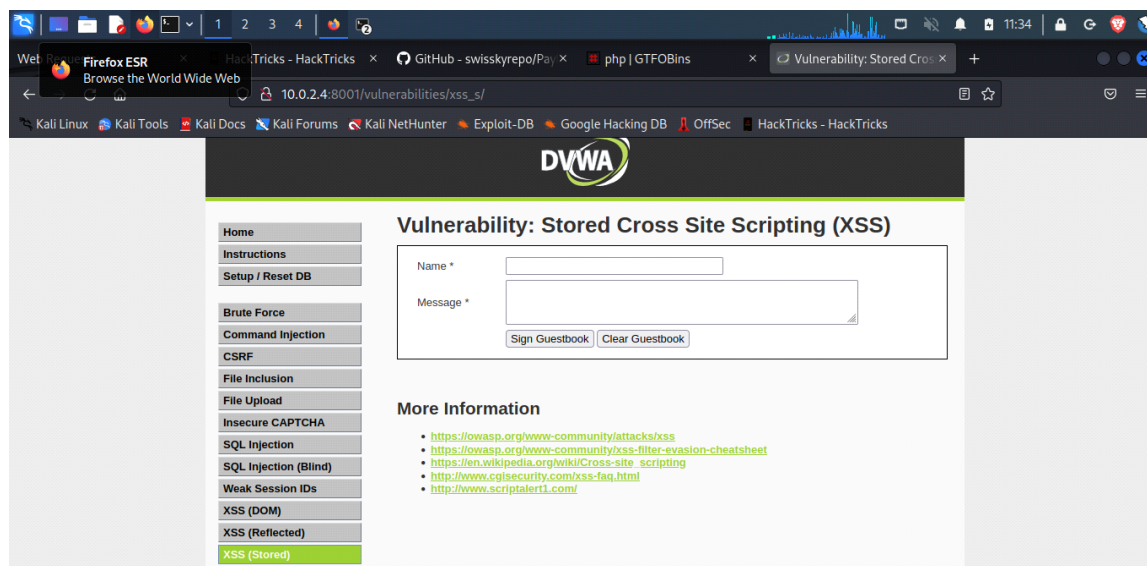 1 2 3 4 2 11:34
Web Re Firefox ESR HackTricks - HackTricks × GitHub - swisskyrepo/Pay × php | GTFOBins × Vulnerability: Stored Cros × +
Browse the World Wide Web
10.0.2.4:8001/vulnerabilities/xss_s/
Kali Linux Kali Tools Kali Docs Kali Forums Kali NetHunter Exploit-DB Google Hacking DB OffSec HackTricks - HackTricks
DVWA
Vulnerability: Stored Cross Site Scripting (XSS)
Home
Instructions
Setup / Reset DB
Brute Force
Command Injection
CSRF
File Inclusion
File Upload
Insecure CAPTCHA
SQL Injection
SQL Injection (Blind)
Weak Session IDs
XSS (DOM)
XSS (Reflected)
XSS (Stored)
Name *
Message *
Sign Guestbook Clear Guestbook
More Information
• https://owasp.org/www-community/attacks/xss
• https://owasp.org/www-community/xss-filter-evasion-cheatsheet
• https://en.wikipedia.org/wiki/Cross-site_scripting
• http://www.cgisecurity.com/xss-faq.html
• http://www.scriptalert1.com/